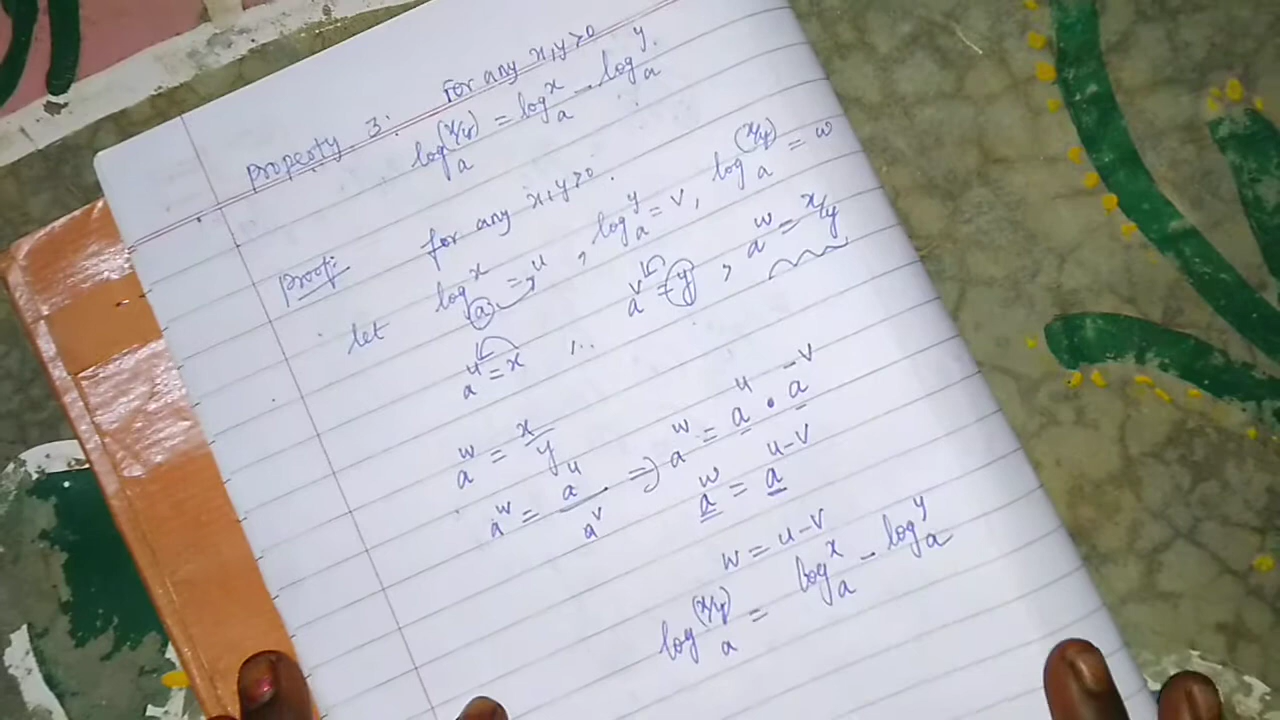 Property 3: For any x,y>0
log_a^(x/y) = log_a^x - log_a^y.
Proof: for any x,y>0.
let log_a^x = u, log_a^y = v, log_a^(x/y) = w
a^u = x, .. a^v = y, a^w = x/y
a^w = x/y
a^w = a^u/a^v ⇒ a^w = a^u · a^-v
a^w = a^u-v
w = u-v
log_a^(x/y) = log_a^x - log_a^y